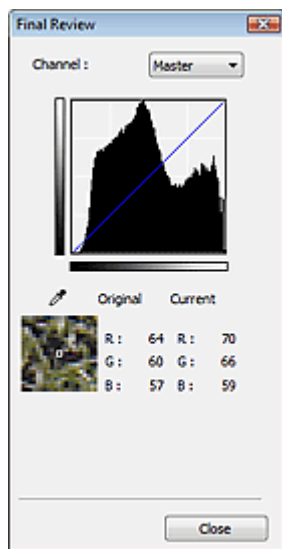 Final Review
Channel : Master
Original Current
R : 64 R : 70
G : 60 G : 66
B : 57 B : 59
Close